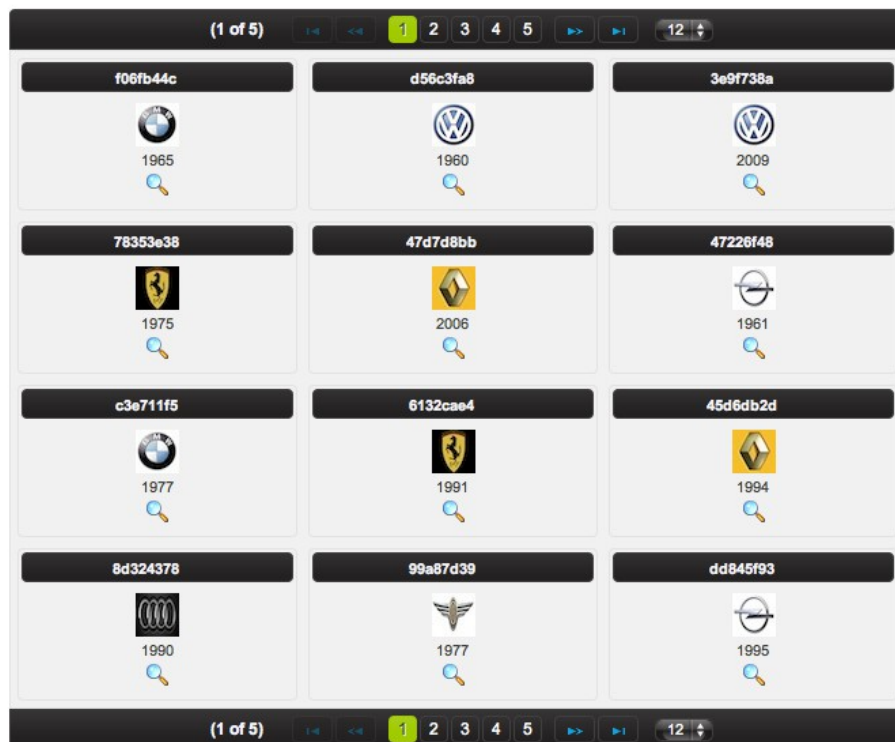 (1 of 5) 1 2 3 4 5 12
f06fb44c d56c3fa8 3e9f738a
1965 1960 2009
78353e38 47d7d8bb 47226f48
1975 2006 1961
c3e711f5 6132cae4 45d6db2d
1977 1991 1994
8d324378 99a87d39 dd845f93
1990 1977 1995
(1 of 5) 1 2 3 4 5 12